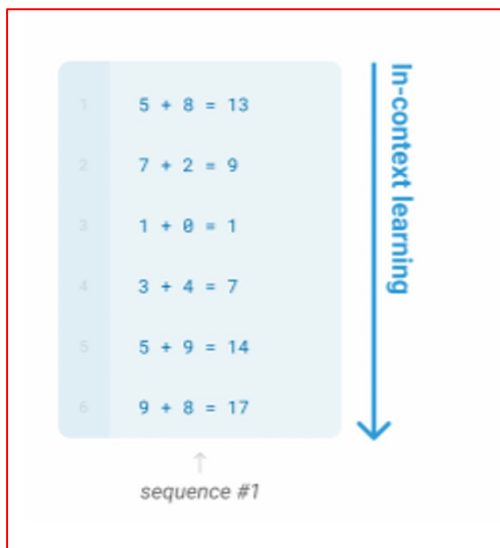 1 5 + 8 = 13
2 7 + 2 = 9
3 1 + 0 = 1
4 3 + 4 = 7
5 5 + 9 = 14
6 9 + 8 = 17
In-context learning
sequence #1